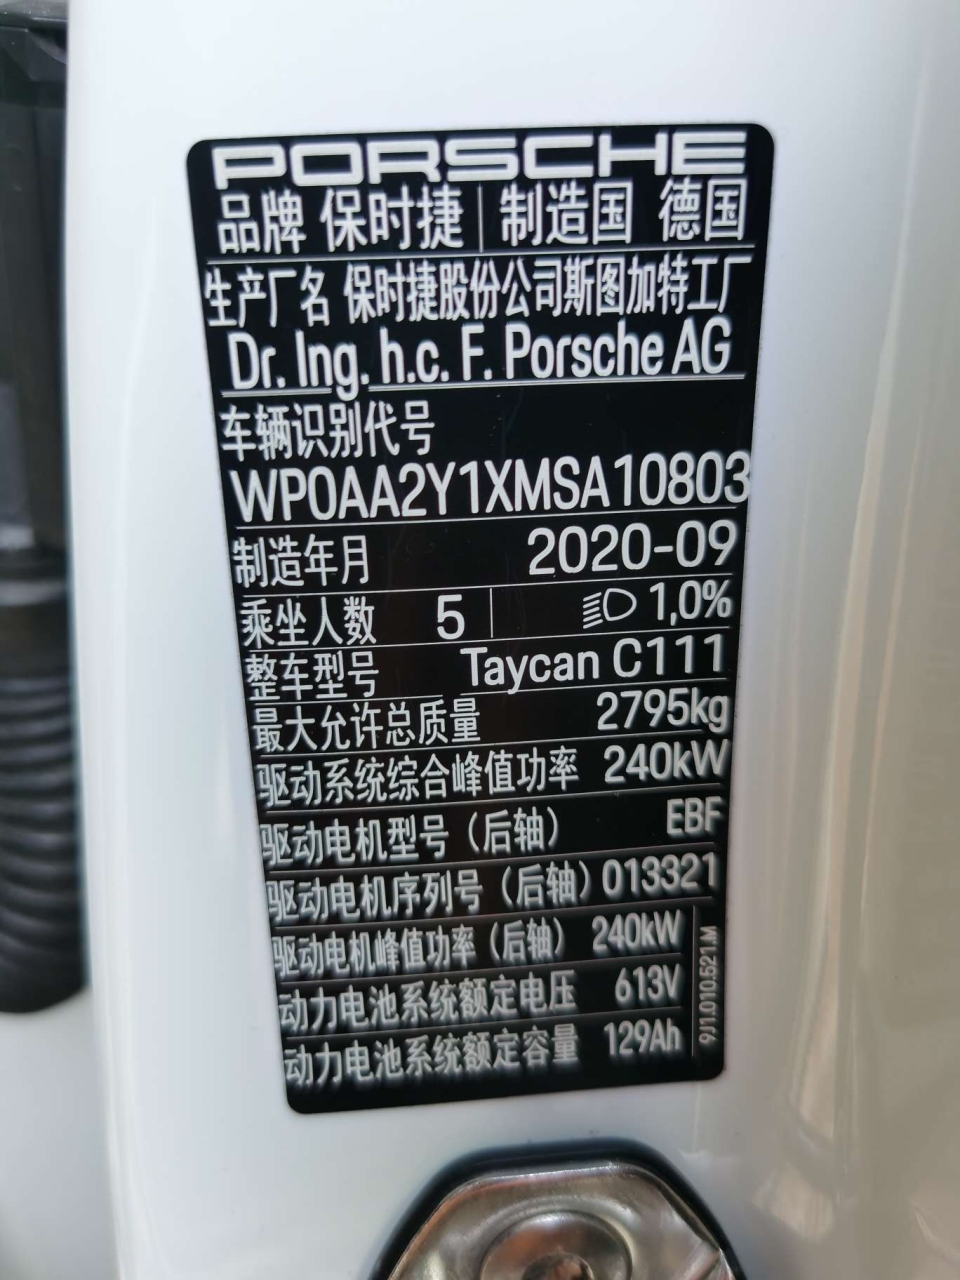 PORSCHE
品牌 保时捷 制造国 德国
生产厂名 保时捷股份公司斯图加特工厂
Dr. Ing. h.c. F. Porsche AG
车辆识别代号
WP0AA2Y1XMSA10803
制造年月 2020-09
乘坐人数 5 1,0%
整车型号 Taycan C111
最大允许总质量 2795kg
驱动系统综合峰值功率 240kW
驱动电机型号（后轴） EBF
驱动电机序列号（后轴） 013321
驱动电机峰值功率（后轴） 240kW
动力电池系统额定电压 613V
动力电池系统额定容量 129Ah
9J1.010.521.M